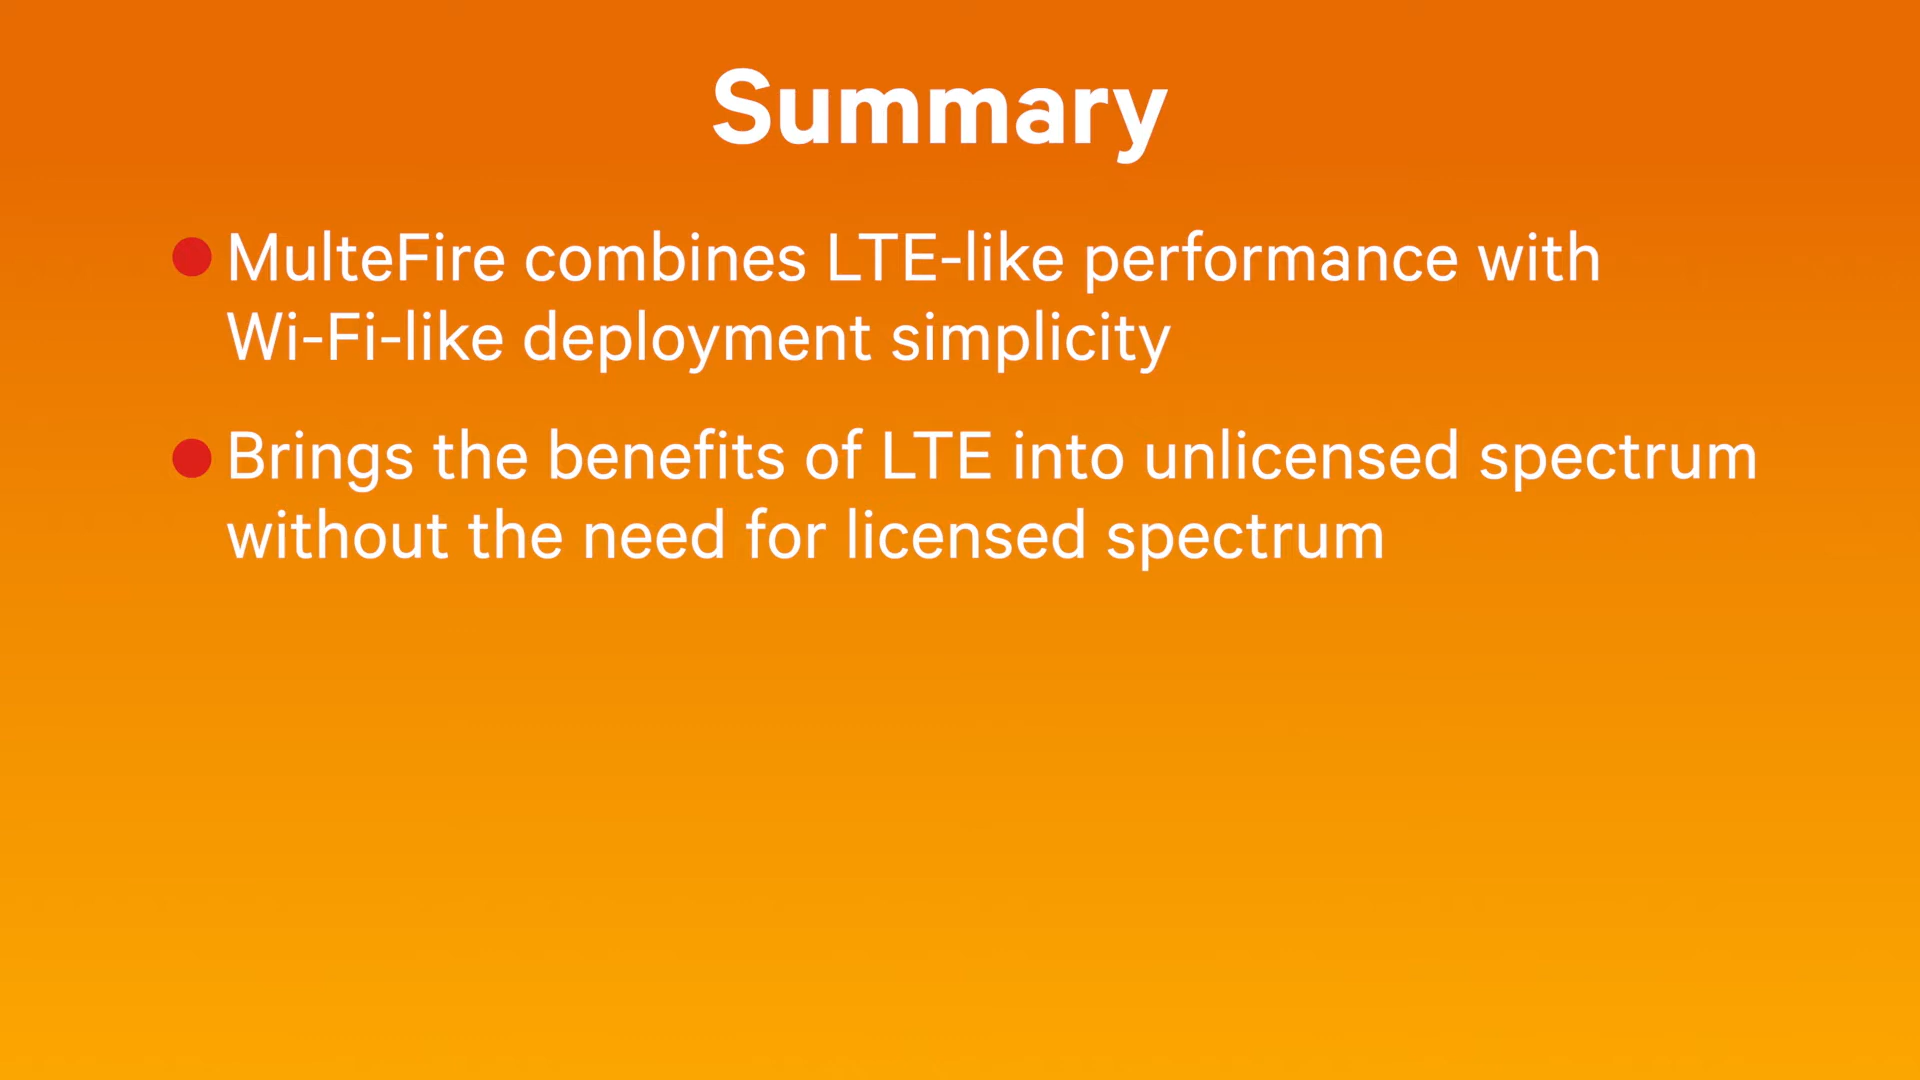 Summary
MulteFire combines LTE-like performance with
Wi-Fi-like deployment simplicity
Brings the benefits of LTE into unlicensed spectrum
without the need for licensed spectrum